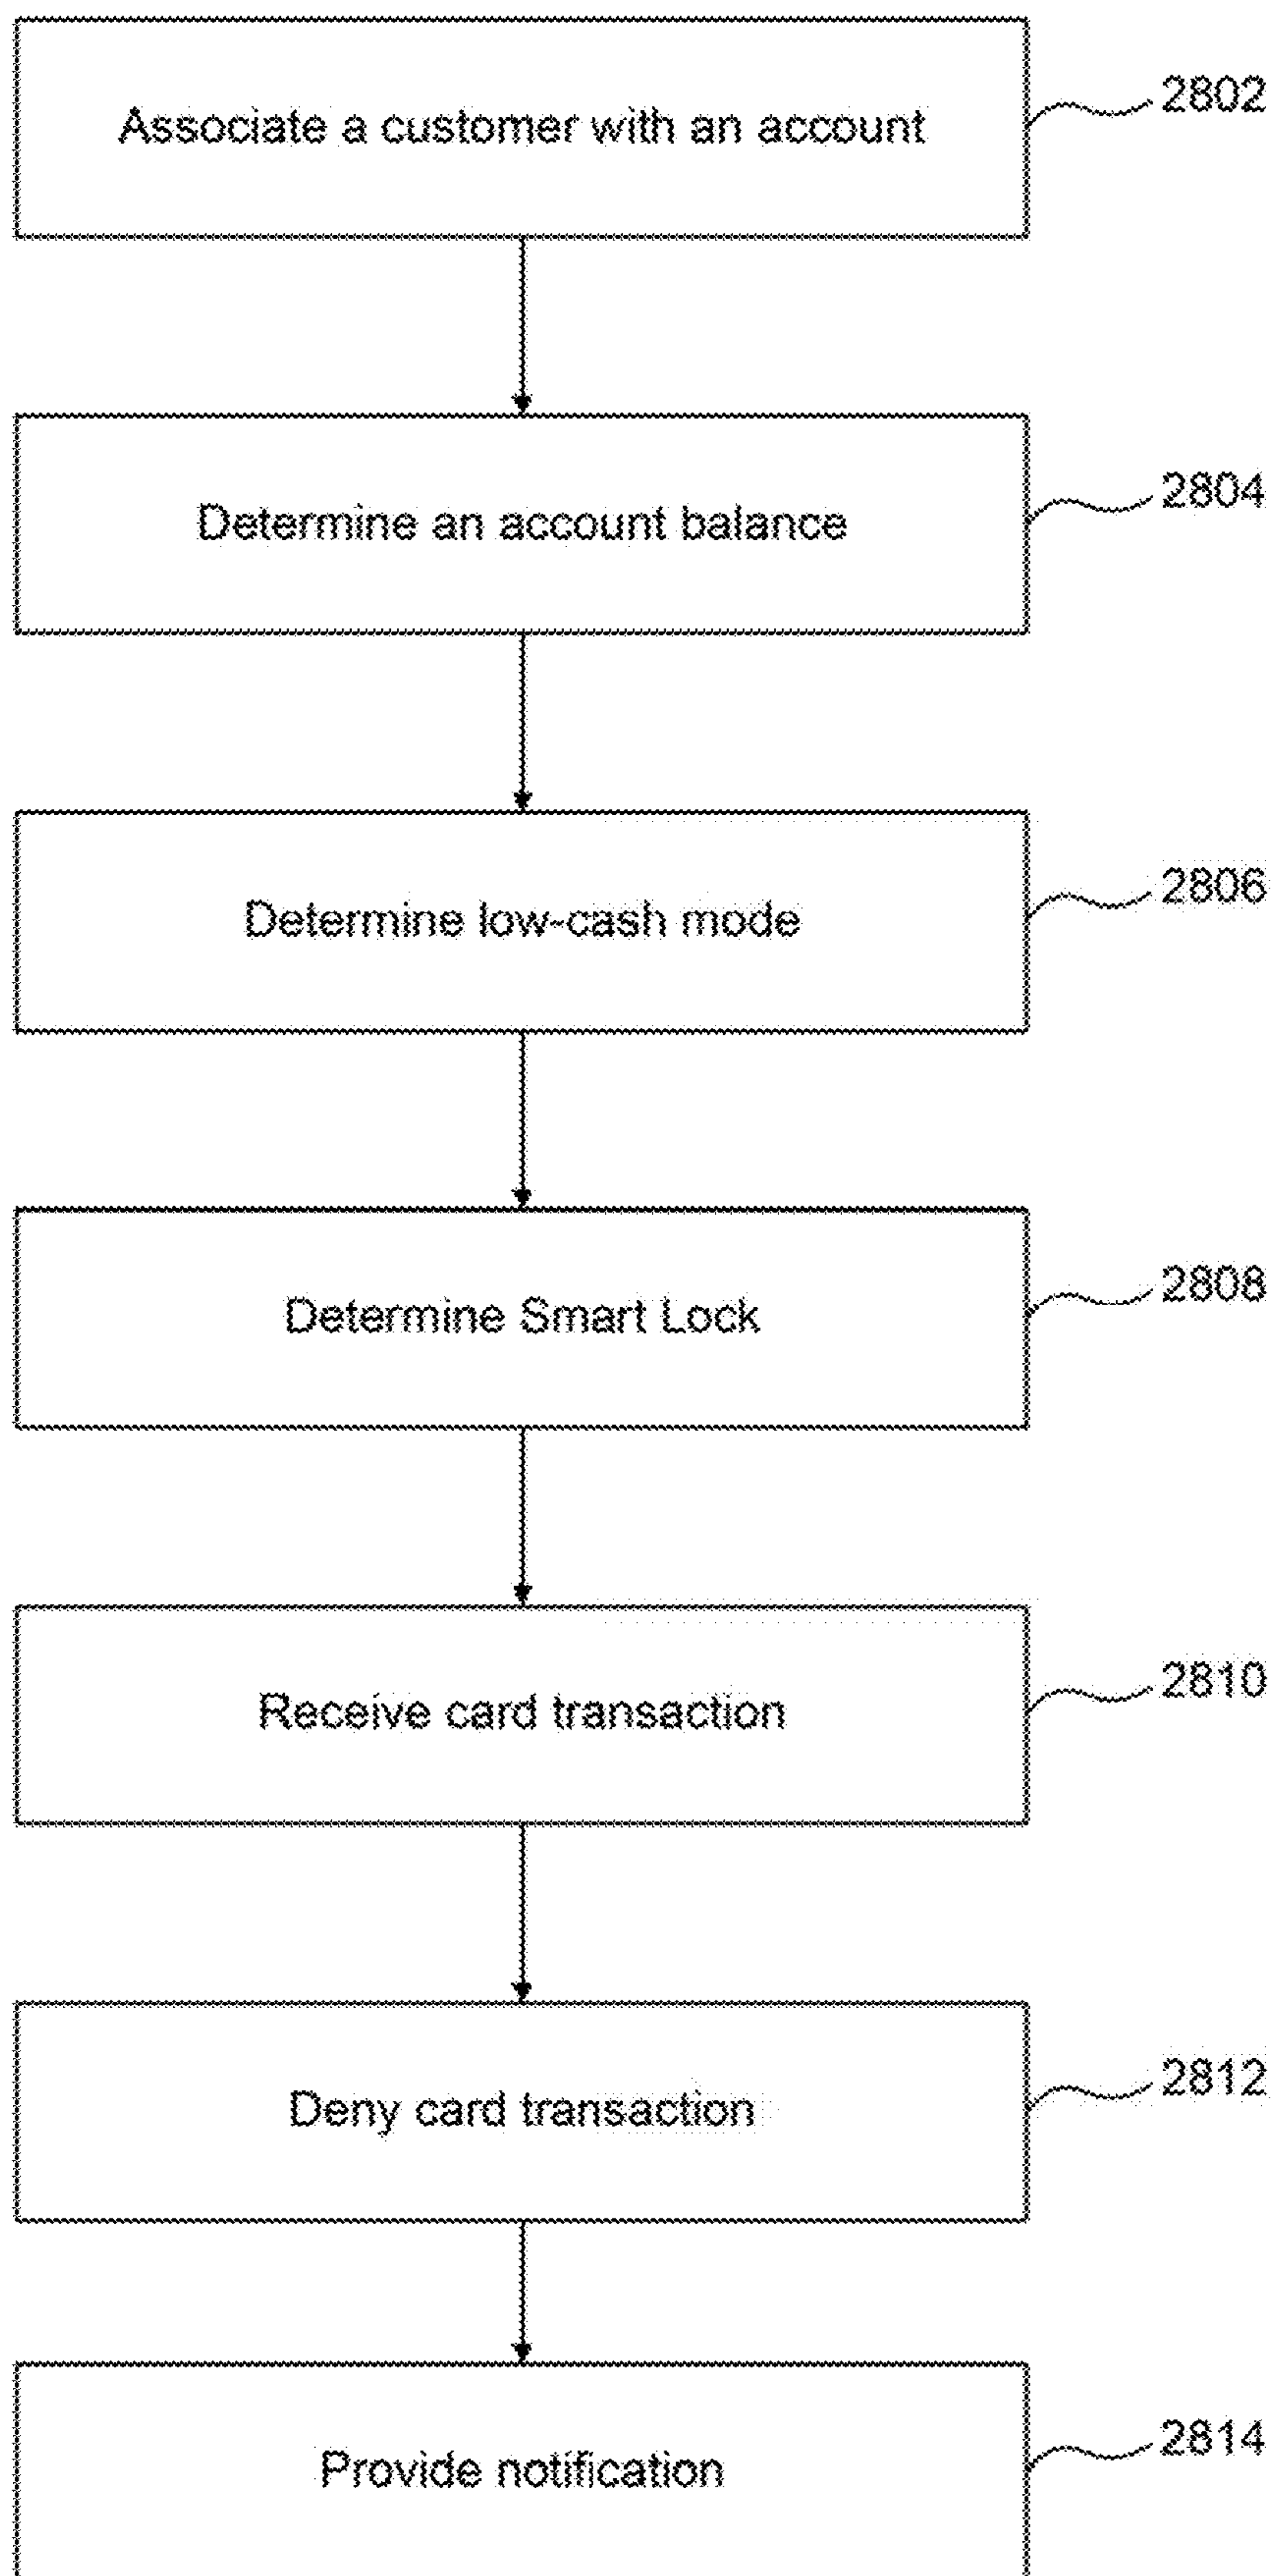 Associate a customer with an account
2802
Determine an account balance
2804
Determine low-cash mode
2806
Determine Smart Lock
2808
Receive card transaction
2810
Deny card transaction
2812
Provide notification
2814